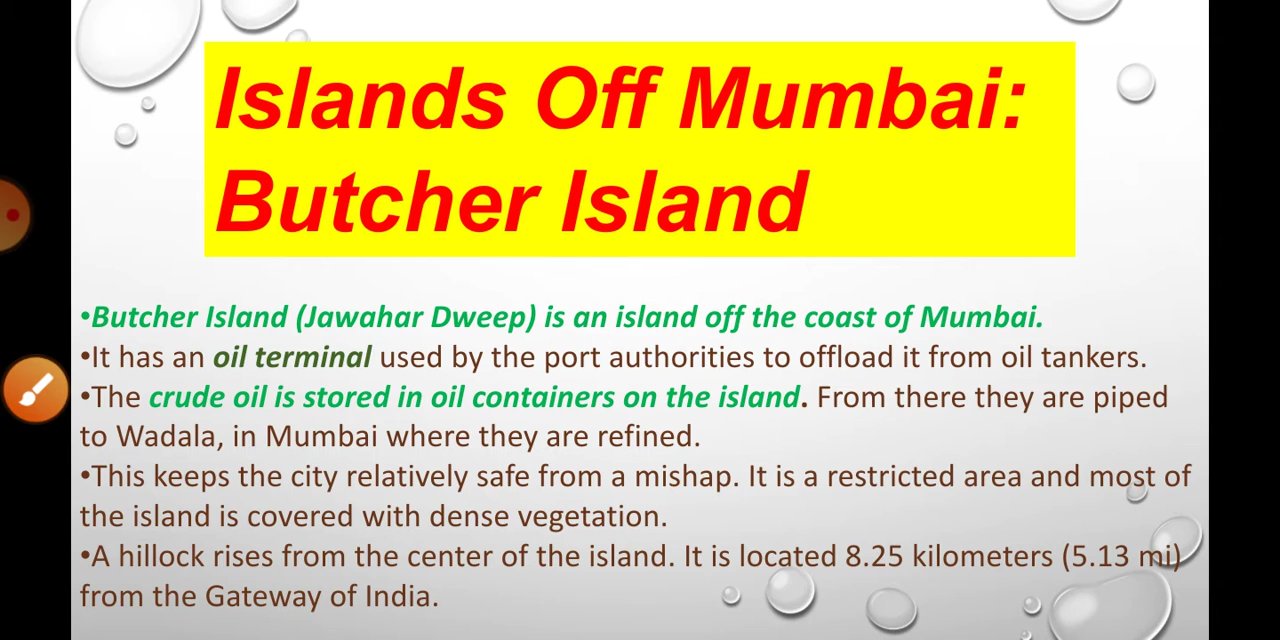 Islands Off Mumbai:
Butcher Island
•Butcher Island (Jawahar Dweep) is an island off the coast of Mumbai.
•It has an oil terminal used by the port authorities to offload it from oil tankers.
•The crude oil is stored in oil containers on the island. From there they are piped
to Wadala, in Mumbai where they are refined.
•This keeps the city relatively safe from a mishap. It is a restricted area and most of
the island is covered with dense vegetation.
•A hillock rises from the center of the island. It is located 8.25 kilometers (5.13 mi)
from the Gateway of India.